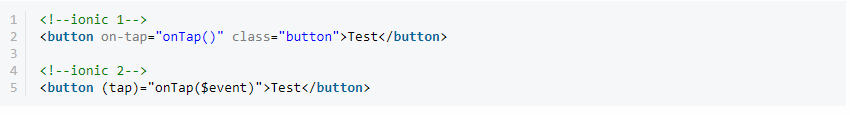 1 <!--ionic 1-->
2 <button on-tap="onTap()" class="button">Test</button>
3
4 <!--ionic 2-->
5 <button (tap)="onTap($event)">Test</button>